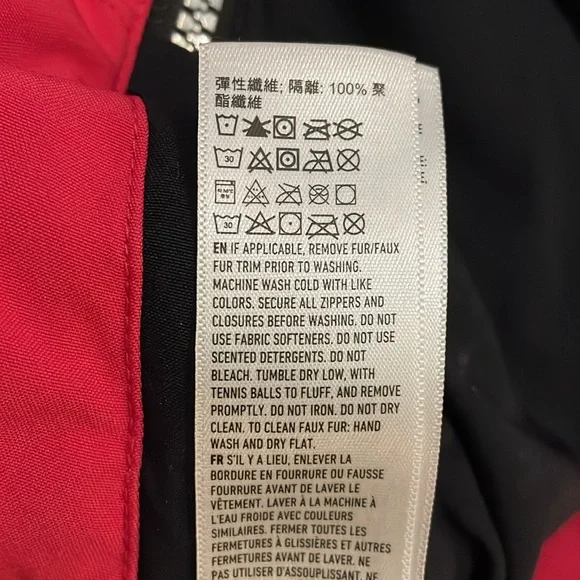 彈性纖維; 隔離: 100% 聚
酯纖維
30
30
EN IF APPLICABLE, REMOVE FUR/FAUX
FUR TRIM PRIOR TO WASHING.
MACHINE WASH COLD WITH LIKE
COLORS. SECURE ALL ZIPPERS AND
CLOSURES BEFORE WASHING. DO NOT
USE FABRIC SOFTENERS. DO NOT USE
SCENTED DETERGENTS. DO NOT
BLEACH. TUMBLE DRY LOW, WITH
TENNIS BALLS TO FLUFF, AND REMOVE
PROMPTLY. DO NOT IRON. DO NOT DRY
CLEAN. TO CLEAN FAUX FUR: HAND
WASH AND DRY FLAT.
FR S'IL Y A LIEU, ENLEVER LA
BORDURE EN FOURRURE OU FAUSSE
FOURRURE AVANT DE LAVER LE
VÊTEMENT. LAVER À LA MACHINE À
L'EAU FROIDE AVEC COULEURS
SIMILAIRES. FERMER TOUTES LES
FERMETURES À GLISSIÈRES ET AUTRES
FERMETURES AVANT DE LAVER. NE
PAS UTILISER D'ASSOUPLISSANT. NE